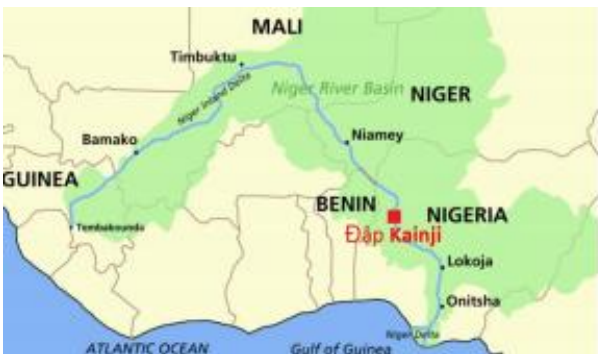 MALI
Timbuktu
Niger Inland Delta
Niger River Basin
NIGER
Bamako
Niamey
GUINEA
Tembakounda
BENIN
NIGERIA
Đập Kainji
Lokoja
Onitsha
Niger Delta
ATLANTIC OCEAN
Gulf of Guinea